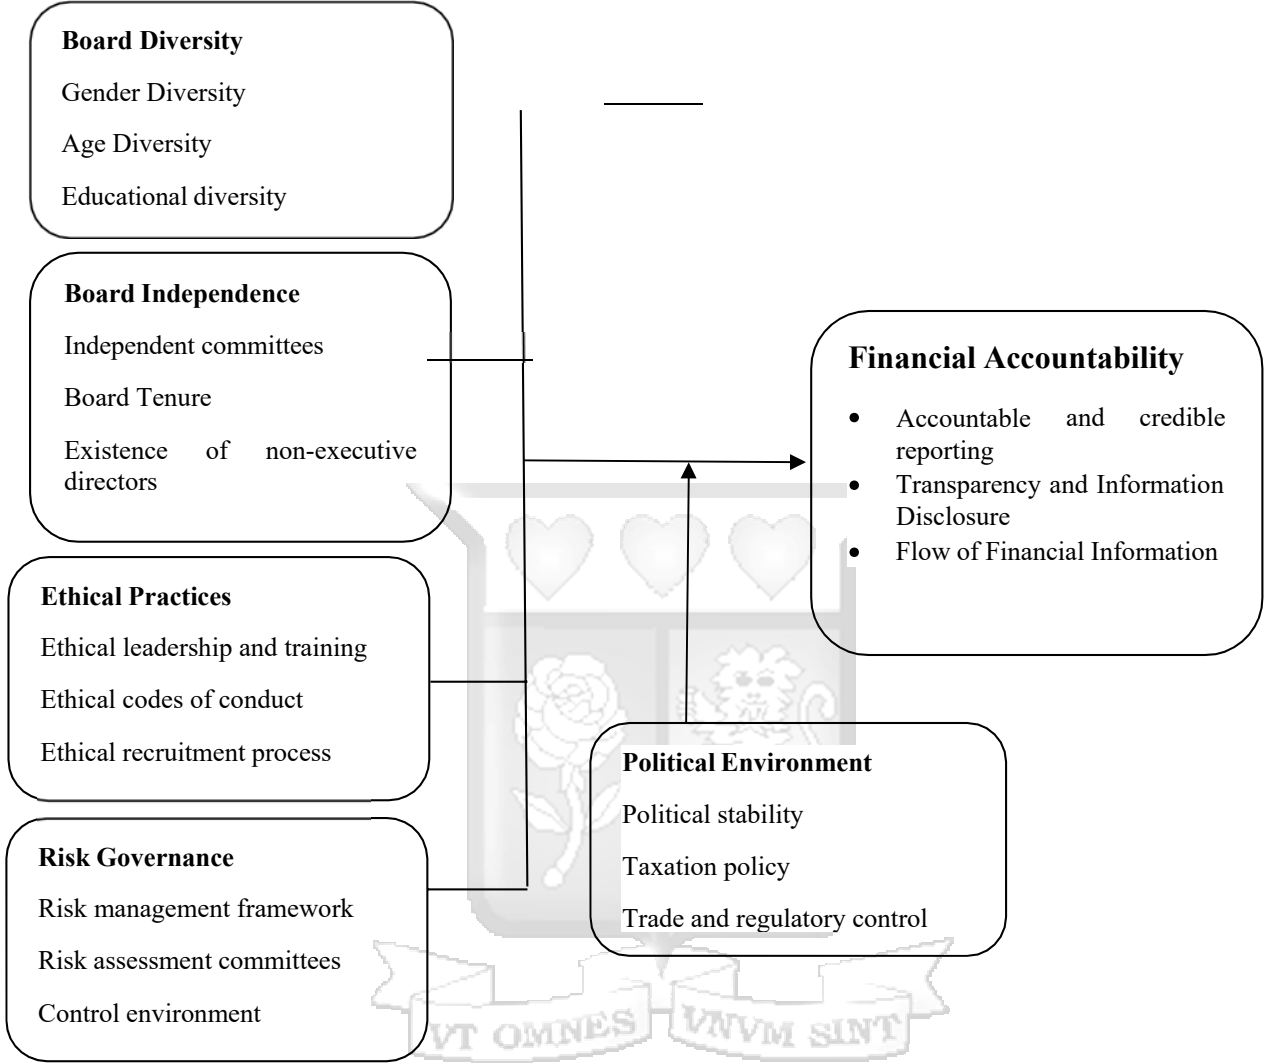 Board Diversity
Gender Diversity
Age Diversity
Educational diversity
Board Independence
Independent committees
Board Tenure
Existence of non-executive
directors
Ethical Practices
Ethical leadership and training
Ethical codes of conduct
Ethical recruitment process
Risk Governance
Risk management framework
Risk assessment committees
Control environment
Financial Accountability
• Accountable and credible
reporting
• Transparency and Information
Disclosure
• Flow of Financial Information
Political Environment
Political stability
Taxation policy
Trade and regulatory control
VT OMNES VNVM SINT